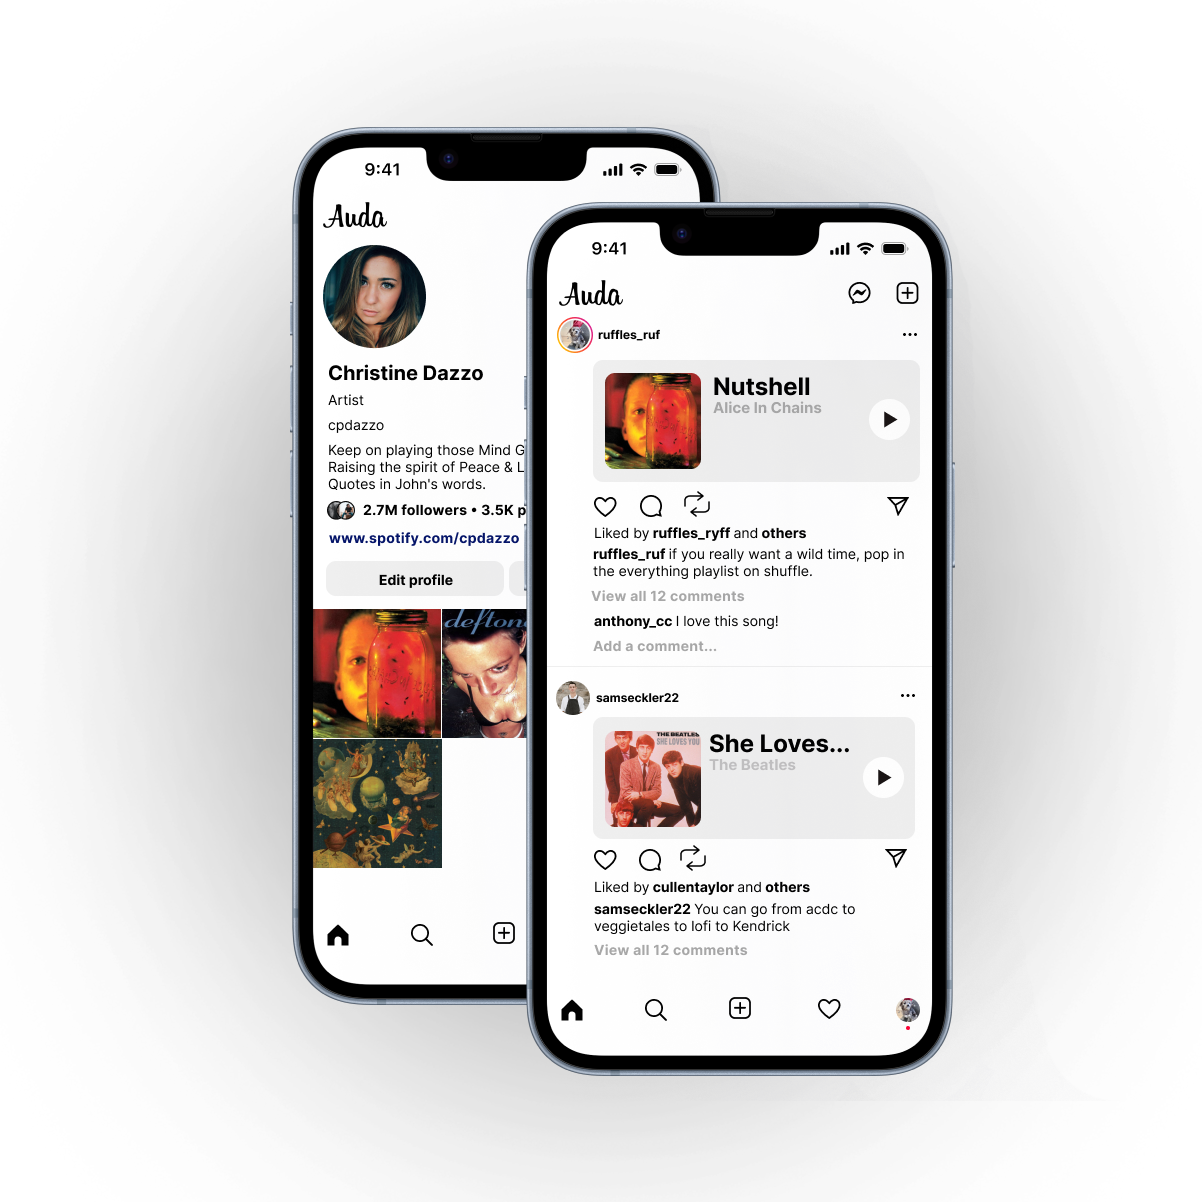 9:41
Auda
Christine Dazzo
Artist
cpdazzo
Keep on playing those Mind G
Raising the spirit of Peace & L
Quotes in John's words.
2.7M followers • 3.5K p
www.spotify.com/cpdazzo
Edit profile
defton
9:41
Auda
ruffles_ruf
Nutshell
Alice In Chains
Liked by ruffles_ryff and others
ruffles_ruf if you really want a wild time, pop in
the everything playlist on shuffle.
View all 12 comments
anthony_cc I love this song!
Add a comment...
samseckler22
THE BEATLES
SHE LOVES YOU
She Loves...
The Beatles
Liked by cullentaylor and others
samseckler22 You can go from acdc to
veggietales to lofi to Kendrick
View all 12 comments